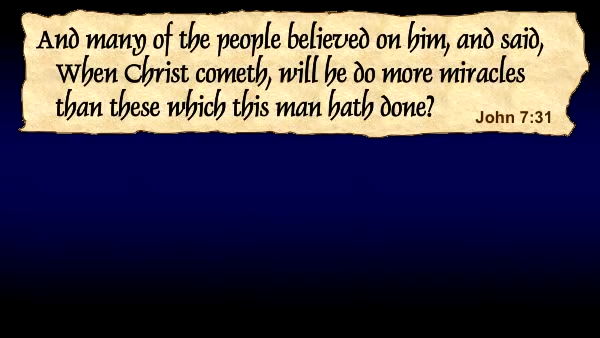 And many of the people believed on him, and said,
When Christ cometh, will he do more miracles
than these which this man hath done?
John 7:31